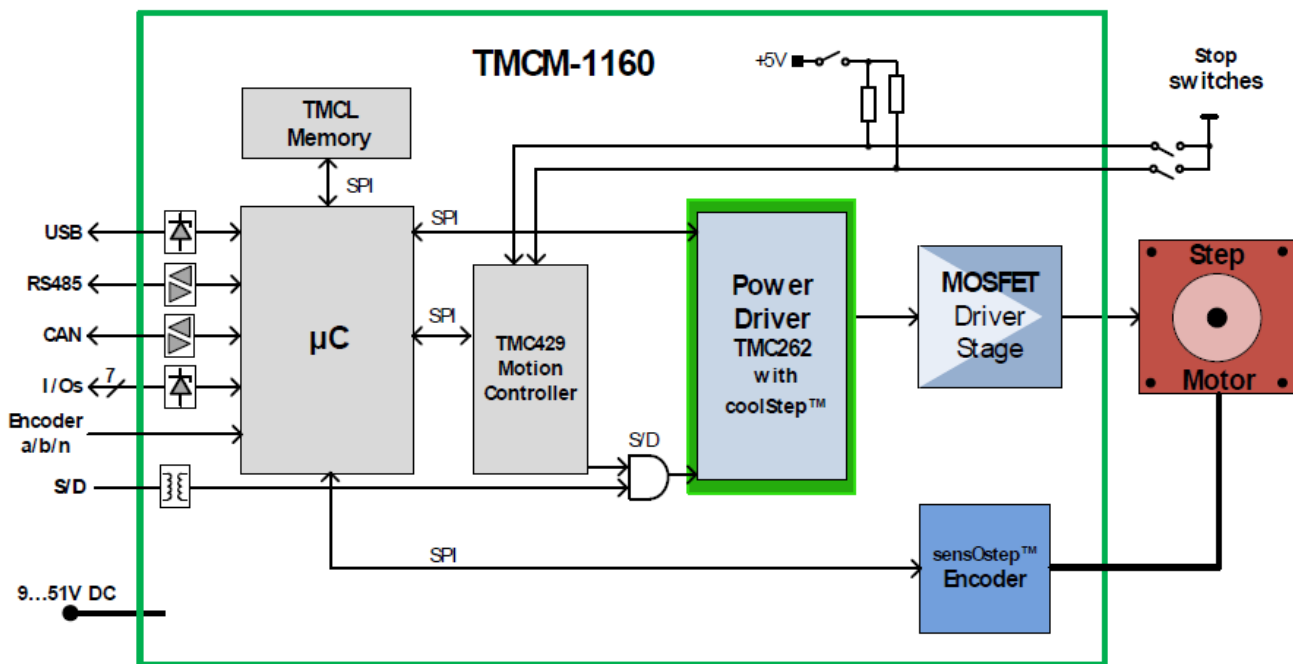 TMCM-1160
+5V
Stop
switches
TMCL
Memory
SPI
USB
RS485
CAN
7
I/Os
Encoder
a/b/n
S/D
9...51V DC
µC
SPI
SPI
TMC429
Motion
Controller
S/D
Power
Driver
TMC262
with
coolStep™
MOSFET
Driver
Stage
Step
Motor
SPI
sensOstep™
Encoder